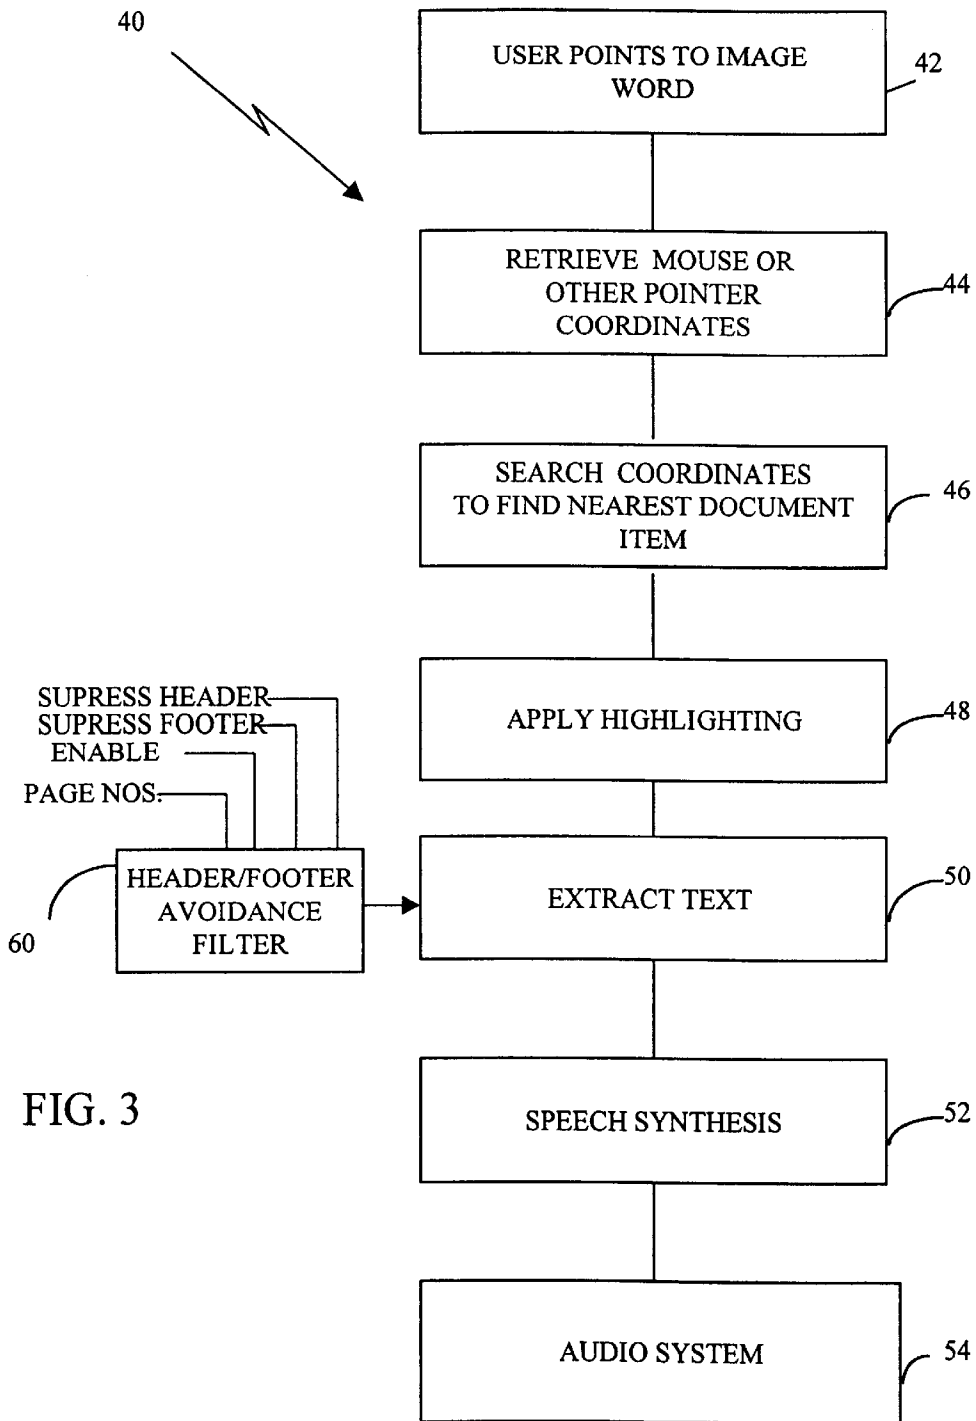 40
USER POINTS TO IMAGE
WORD
42
RETRIEVE MOUSE OR
OTHER POINTER
COORDINATES
44
SEARCH COORDINATES
TO FIND NEAREST DOCUMENT
ITEM
46
APPLY HIGHLIGHTING
48
SUPRESS HEADER
SUPRESS FOOTER
ENABLE
PAGE NOS.
HEADER/FOOTER
AVOIDANCE
FILTER
60
EXTRACT TEXT
50
FIG. 3
SPEECH SYNTHESIS
52
AUDIO SYSTEM
54